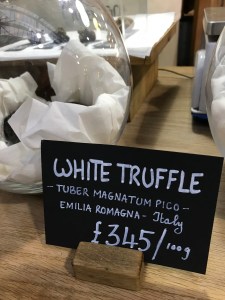 WHITE TRUFFLE
- TUBER MAGNATUM PICO -
EMILIA ROMAGNA - Italy
£345/100g